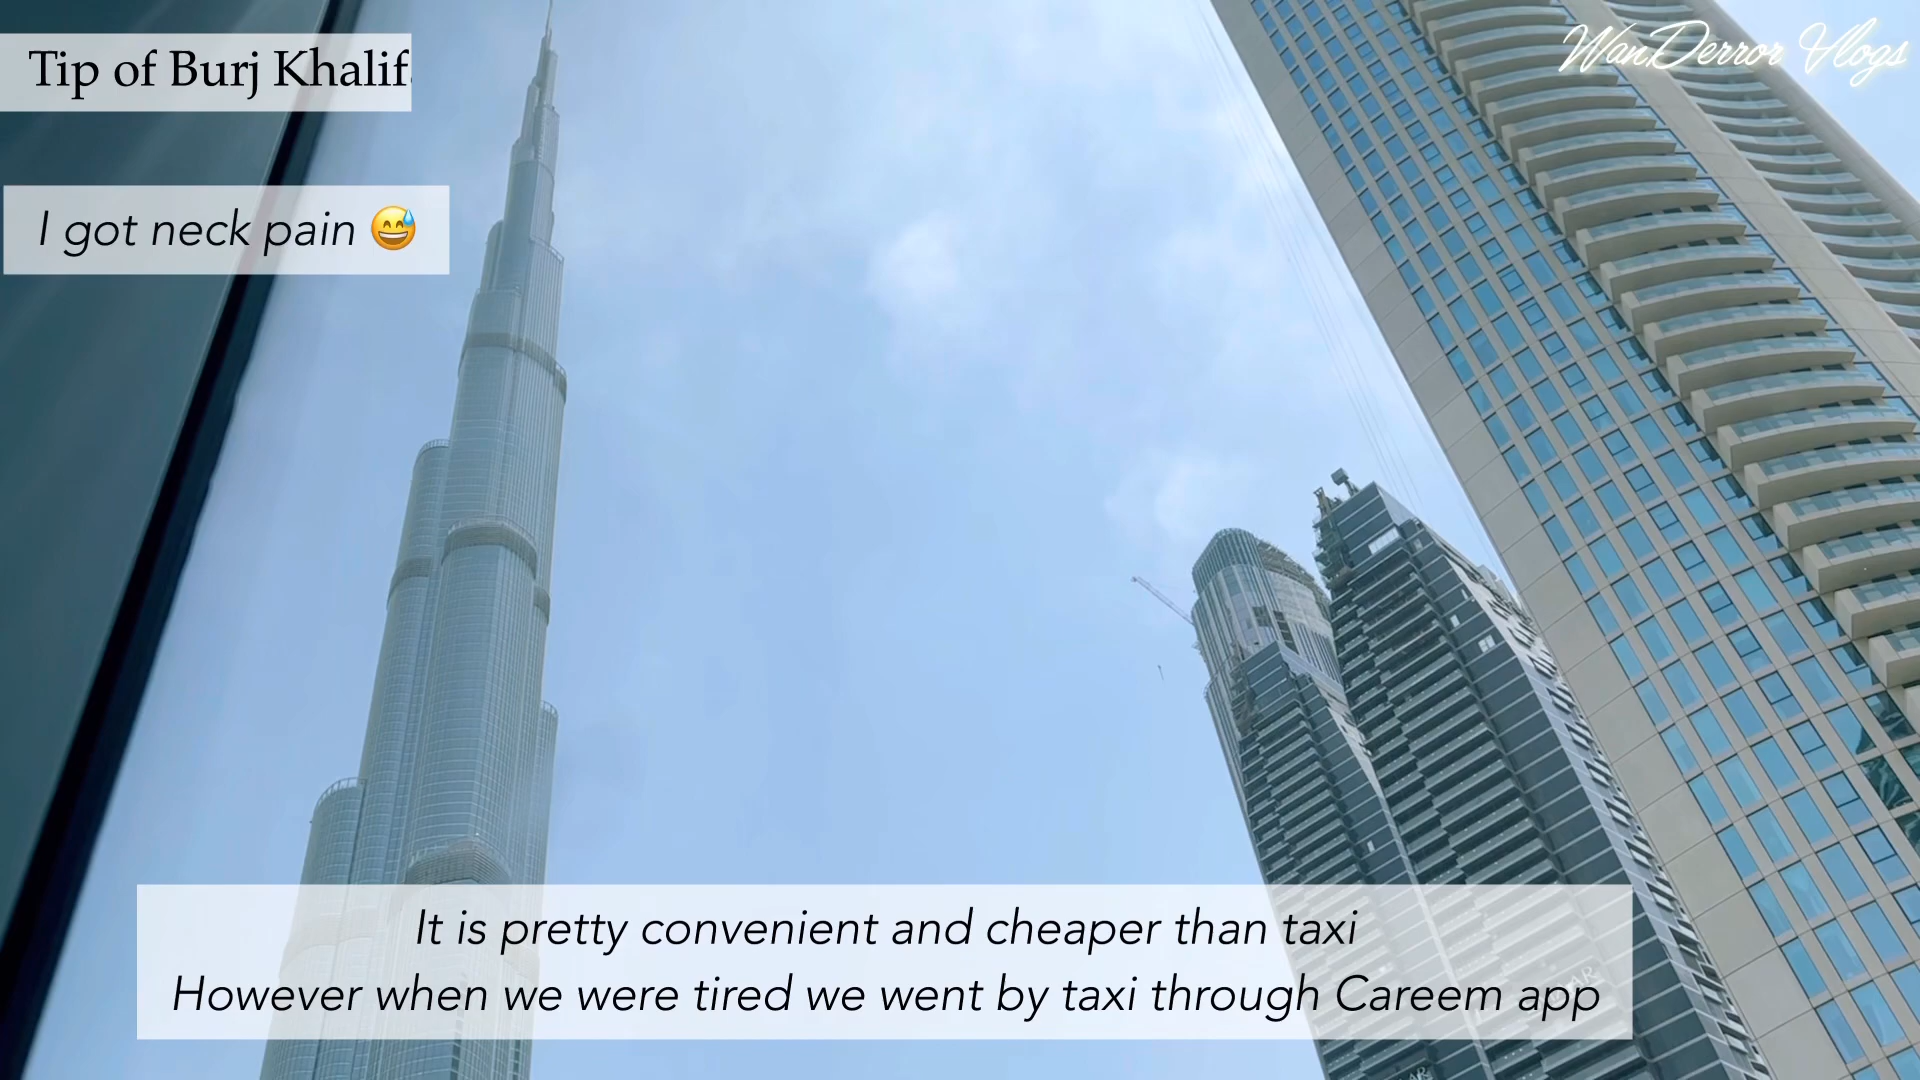 Tip of Burj Khalif
WanDerror Vlogs
I got neck pain 😅
It is pretty convenient and cheaper than taxi
However when we were tired we went by taxi through Careem app